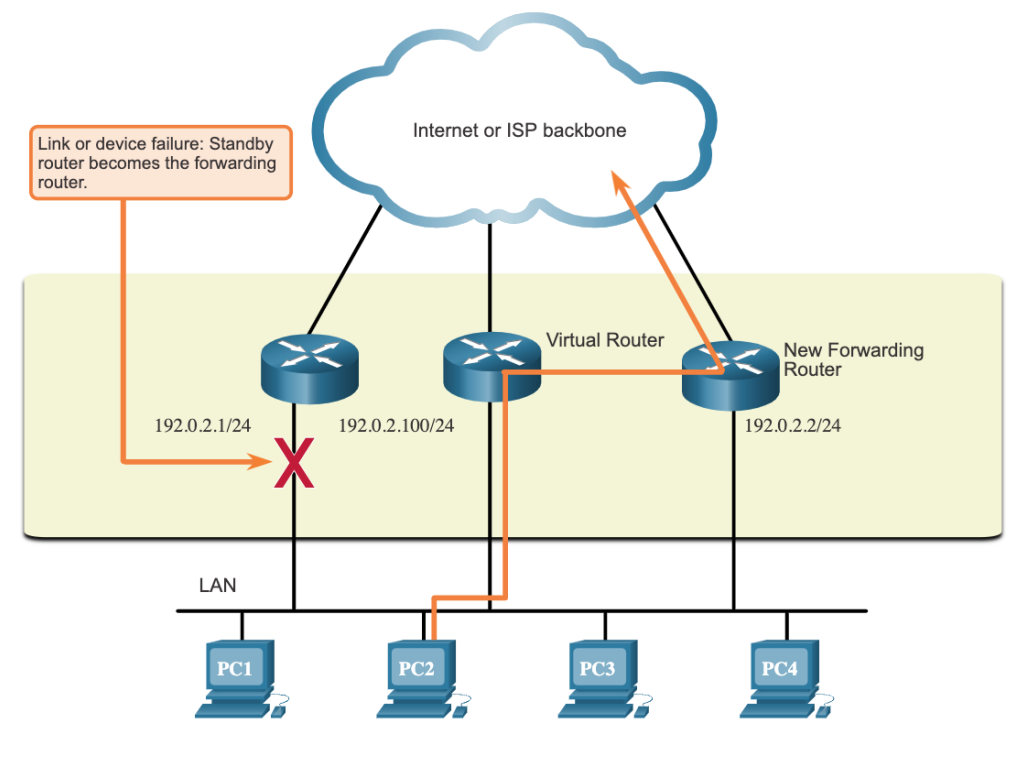 Internet or ISP backbone
Link or device failure: Standby
router becomes the forwarding
router.
Virtual Router
New Forwarding
Router
192.0.2.1/24
192.0.2.100/24
192.0.2.2/24
LAN
PC1
PC2
PC3
PC4